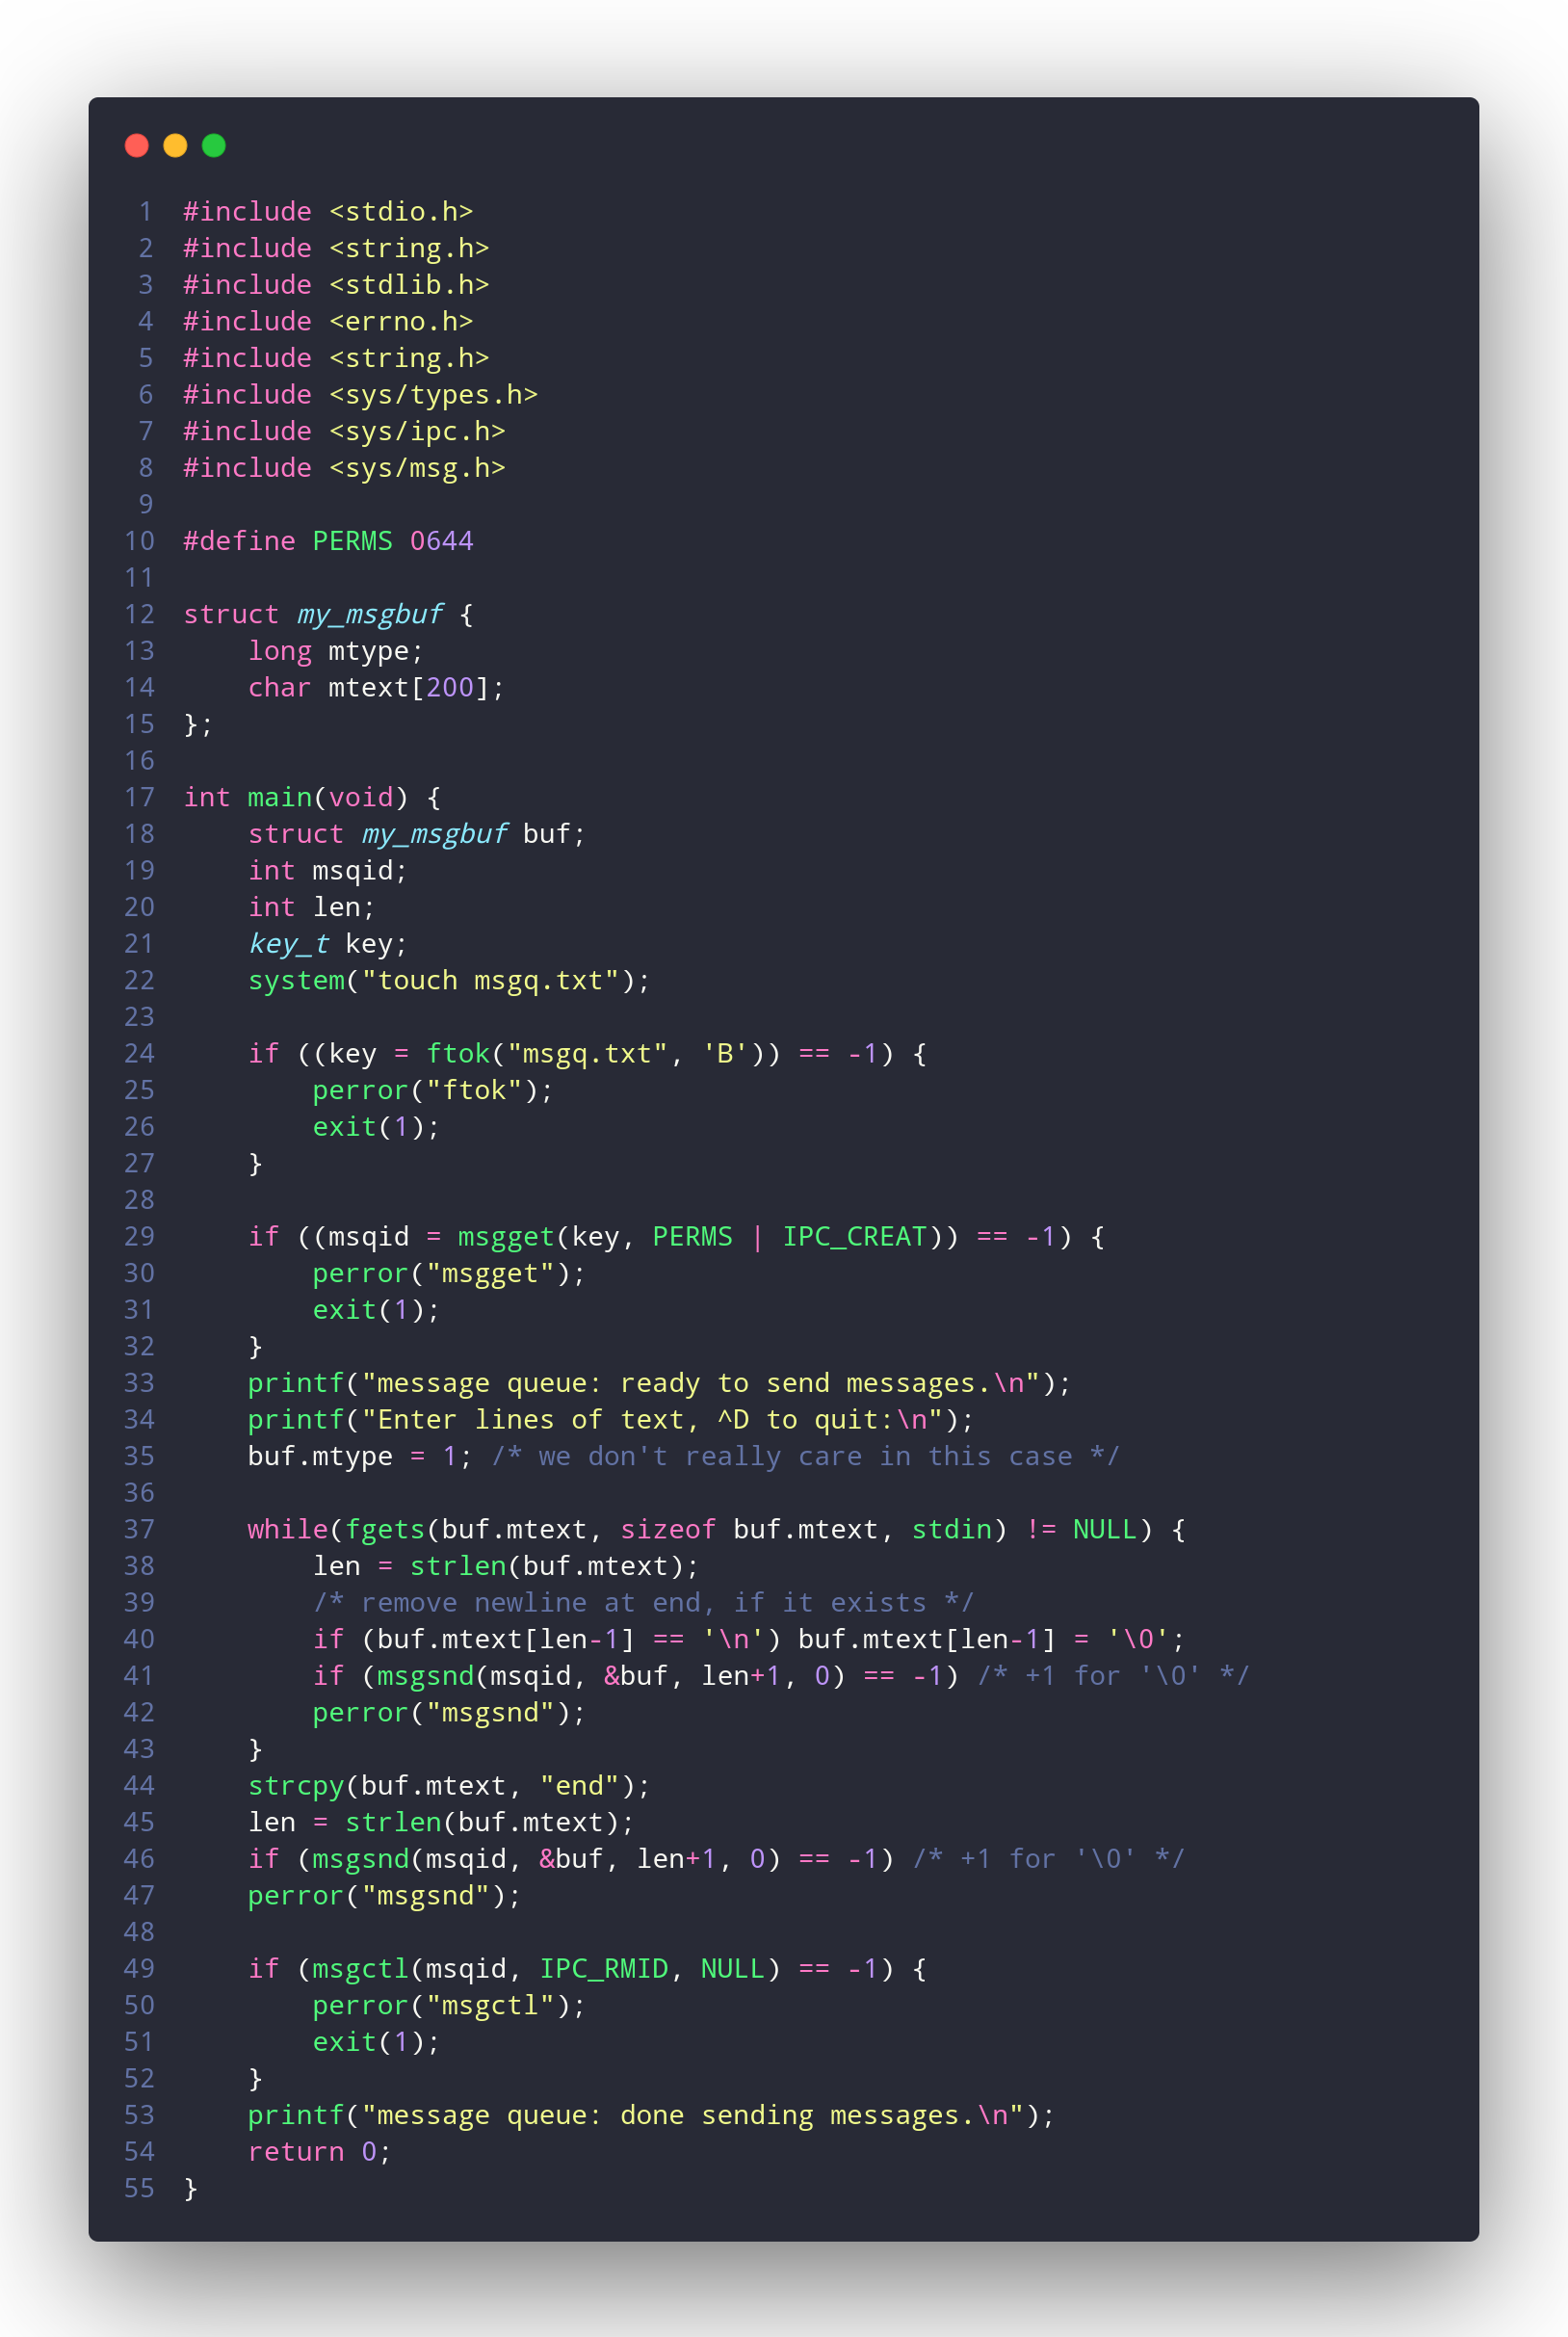 1 #include <stdio.h>
2 #include <string.h>
3 #include <stdlib.h>
4 #include <errno.h>
5 #include <string.h>
6 #include <sys/types.h>
7 #include <sys/ipc.h>
8 #include <sys/msg.h>
9
10 #define PERMS 0644
11
12 struct my_msgbuf {
13     long mtype;
14     char mtext[200];
15 };
16
17 int main(void) {
18     struct my_msgbuf buf;
19     int msqid;
20     int len;
21     key_t key;
22     system("touch msgq.txt");
23
24     if ((key = ftok("msgq.txt", 'B')) == -1) {
25         perror("ftok");
26         exit(1);
27     }
28
29     if ((msqid = msgget(key, PERMS | IPC_CREAT)) == -1) {
30         perror("msgget");
31         exit(1);
32     }
33     printf("message queue: ready to send messages.\n");
34     printf("Enter lines of text, ^D to quit:\n");
35     buf.mtype = 1; /* we don't really care in this case */
36
37     while(fgets(buf.mtext, sizeof buf.mtext, stdin) != NULL) {
38         len = strlen(buf.mtext);
39         /* remove newline at end, if it exists */
40         if (buf.mtext[len-1] == '\n') buf.mtext[len-1] = '\0';
41         if (msgsnd(msqid, &buf, len+1, 0) == -1) /* +1 for '\0' */
42         perror("msgsnd");
43     }
44     strcpy(buf.mtext, "end");
45     len = strlen(buf.mtext);
46     if (msgsnd(msqid, &buf, len+1, 0) == -1) /* +1 for '\0' */
47     perror("msgsnd");
48
49     if (msgctl(msqid, IPC_RMID, NULL) == -1) {
50         perror("msgctl");
51         exit(1);
52     }
53     printf("message queue: done sending messages.\n");
54     return 0;
55 }